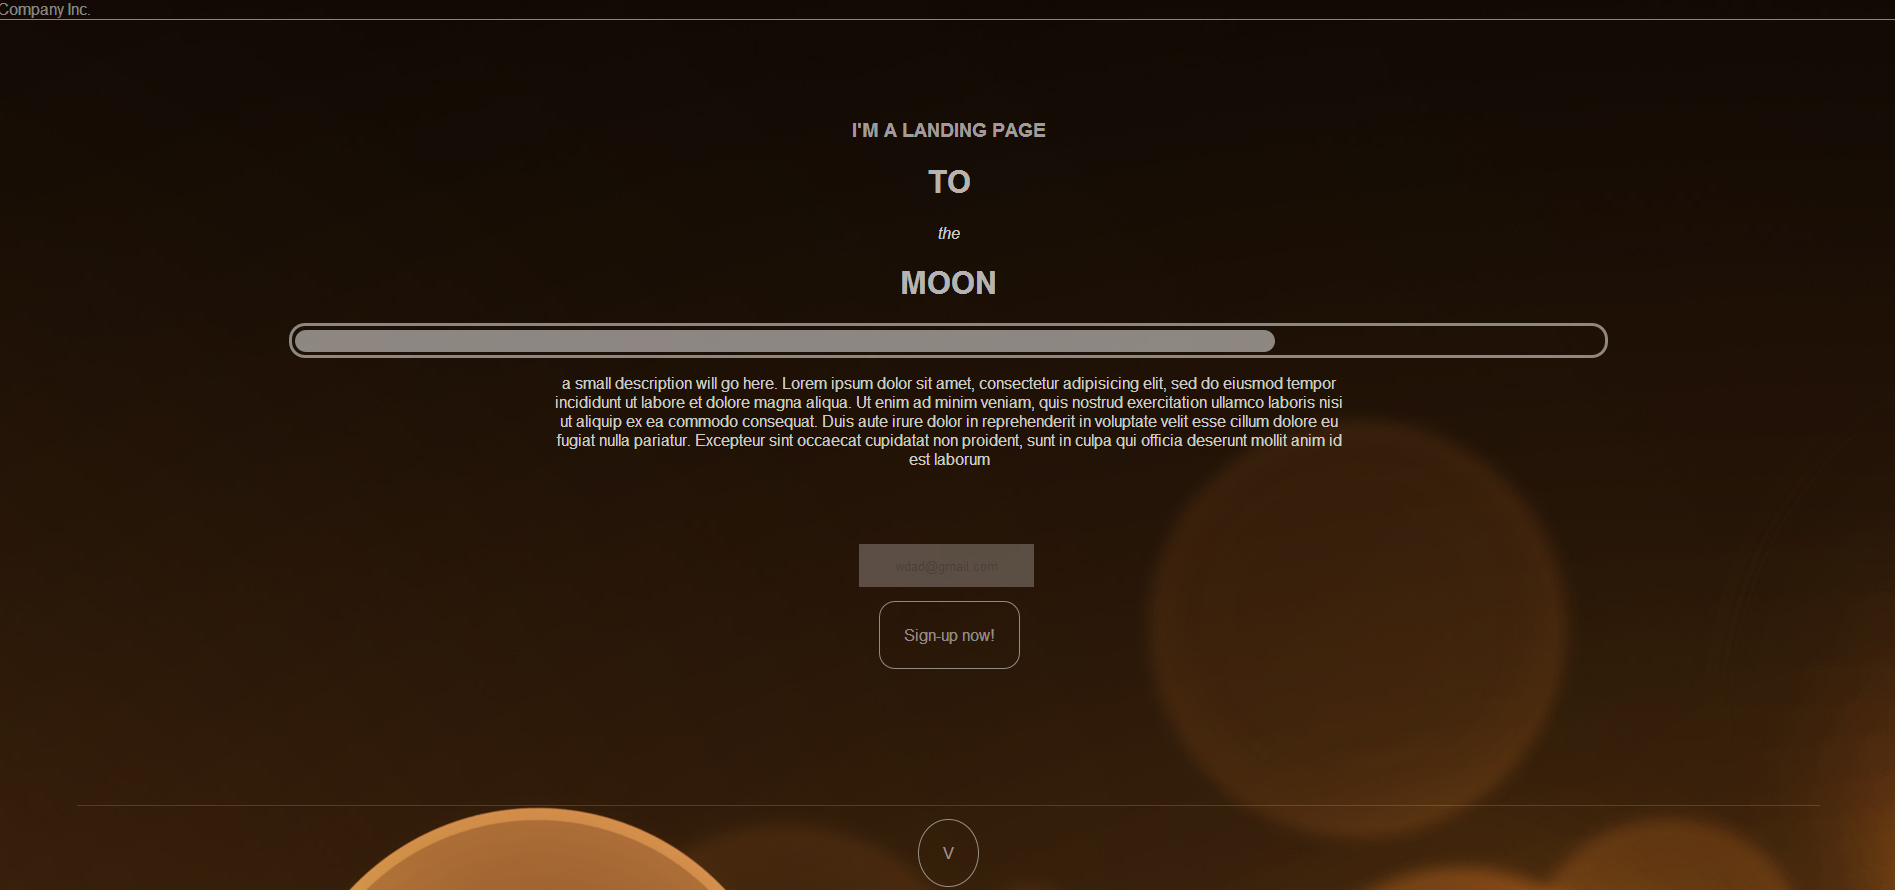 Company Inc.
I'M A LANDING PAGE
TO
the
MOON
a small description will go here. Lorem ipsum dolor sit amet, consectetur adipisicing elit, sed do eiusmod tempor
incididunt ut labore et dolore magna aliqua. Ut enim ad minim veniam, quis nostrud exercitation ullamco laboris nisi
ut aliquip ex ea commodo consequat. Duis aute irure dolor in reprehenderit in voluptate velit esse cillum dolore eu
fugiat nulla pariatur. Excepteur sint occaecat cupidatat non proident, sunt in culpa qui officia deserunt mollit anim id
est laborum
wdad@gmail.com
Sign-up now!
V